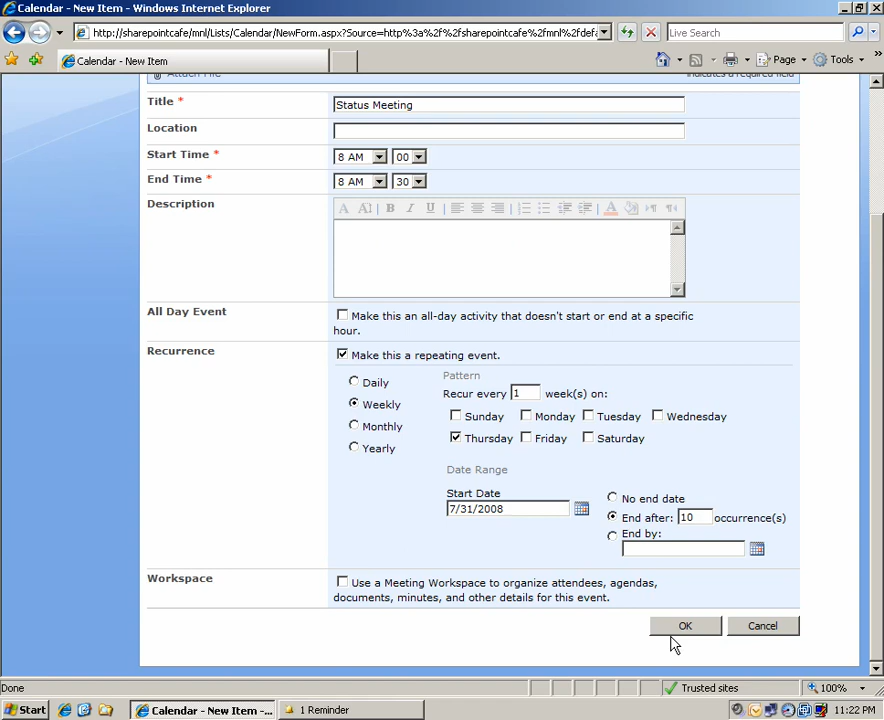 Calendar - New Item - Windows Internet Explorer
http://sharepointcafe/mnl/Lists/Calendar/NewForm.aspx?Source=http%3a%2f%2fsharepointcafe%2fmnl%2fdef
Live Search
Calendar - New Item
Page
Tools
Attach File
indicates a required field
Title *
Status Meeting
Location
Start Time *
8 AM
00
End Time *
8 AM
30
Description
All Day Event
Make this an all-day activity that doesn't start or end at a specific
hour.
Recurrence
Make this a repeating event.
Daily
Weekly
Monthly
Yearly
Pattern
Recur every 1 week(s) on:
Sunday Monday Tuesday Wednesday
Thursday Friday Saturday
Date Range
Start Date
7/31/2008
No end date
End after: 10 occurrence(s)
End by:
Workspace
Use a Meeting Workspace to organize attendees, agendas,
documents, minutes, and other details for this event.
OK
Cancel
Done
Trusted sites
100%
Start
Calendar - New Item -...
1 Reminder
11:22 PM